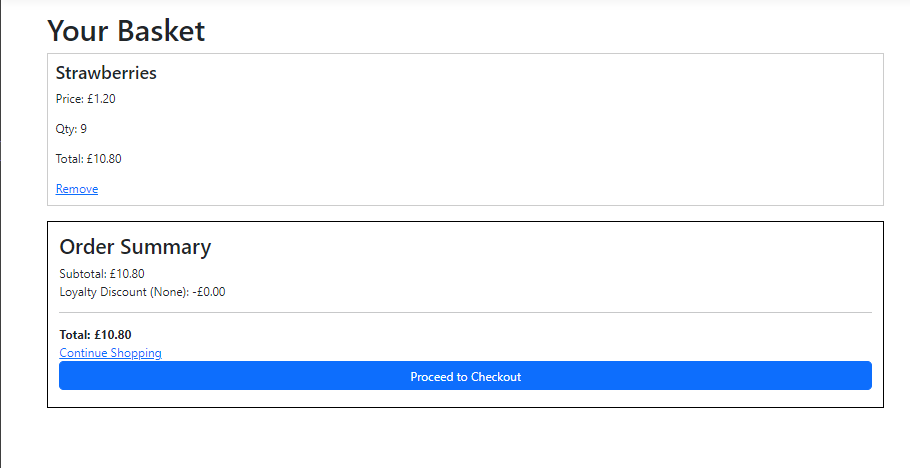 Your Basket
Strawberries
Price: £1.20
Qty: 9
Total: £10.80
Remove
Order Summary
Subtotal: £10.80
Loyalty Discount (None): -£0.00
Total: £10.80
Continue Shopping
Proceed to Checkout